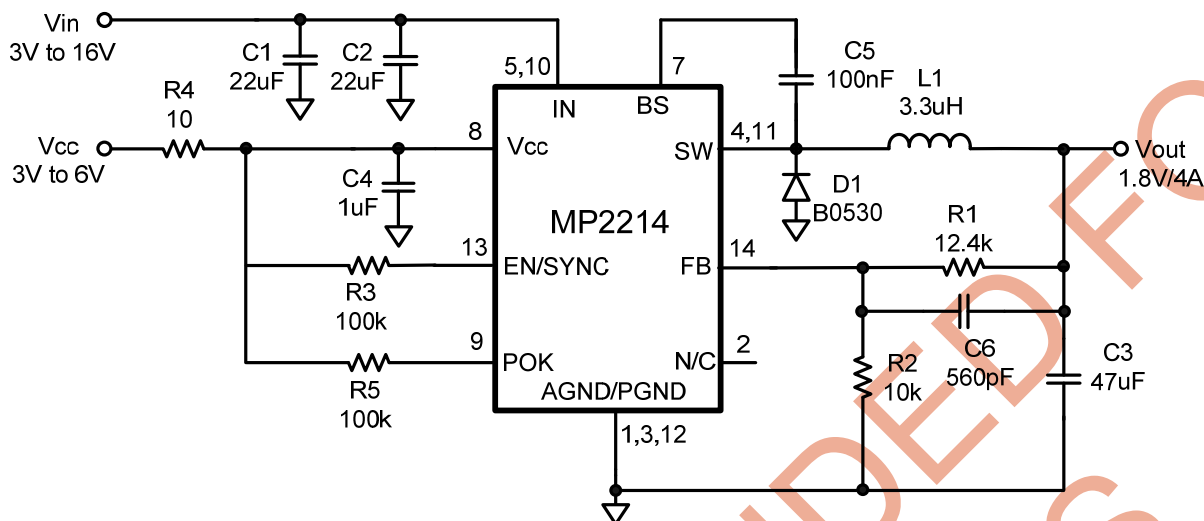 Vin
3V to 16V
C1
22uF
C2
22uF
5,10
7
C5
100nF
L1
3.3uH
R4
10
IN
BS
Vcc
3V to 6V
8
Vcc
4,11
SW
Vout
1.8V/4A
C4
1uF
D1
B0530
MP2214
R1
12.4k
13
EN/SYNC
FB
14
R3
100k
9
POK
N/C
2
R2
10k
C6
560pF
C3
47uF
R5
100k
AGND/PGND
1,3,12
NDED FO
S